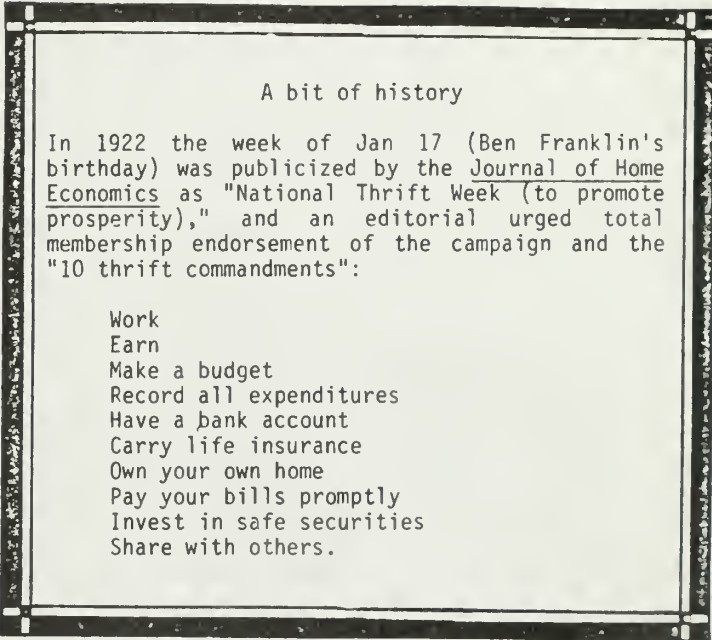 A bit of history
In 1922 the week of Jan 17 (Ben Franklin's
birthday) was publicized by the Journal of Home
Economics as "National Thrift Week (to promote
prosperity)," and an editorial urged total
membership endorsement of the campaign and the
"10 thrift commandments":
Work
Earn
Make a budget
Record all expenditures
Have a bank account
Carry life insurance
Own your own home
Pay your bills promptly
Invest in safe securities
Share with others.